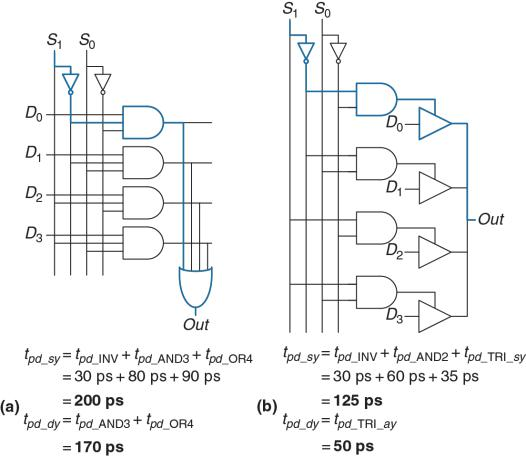 S1 S0
D0
D1
D2
D3
Out
tpd_sy = tpd_INV + tpd_AND3 + tpd_OR4
= 30 ps + 80 ps + 90 ps
= 200 ps
(a)
tpd_dy = tpd_AND3 + tpd_OR4
= 170 ps
S1 S0
D0
D1
Out
D2
D3
tpd_sy = tpd_INV + tpd_AND2 + tpd_TRI_sy
= 30 ps + 60 ps + 35 ps
= 125 ps
(b)
tpd_dy = tpd_TRI_ay
= 50 ps